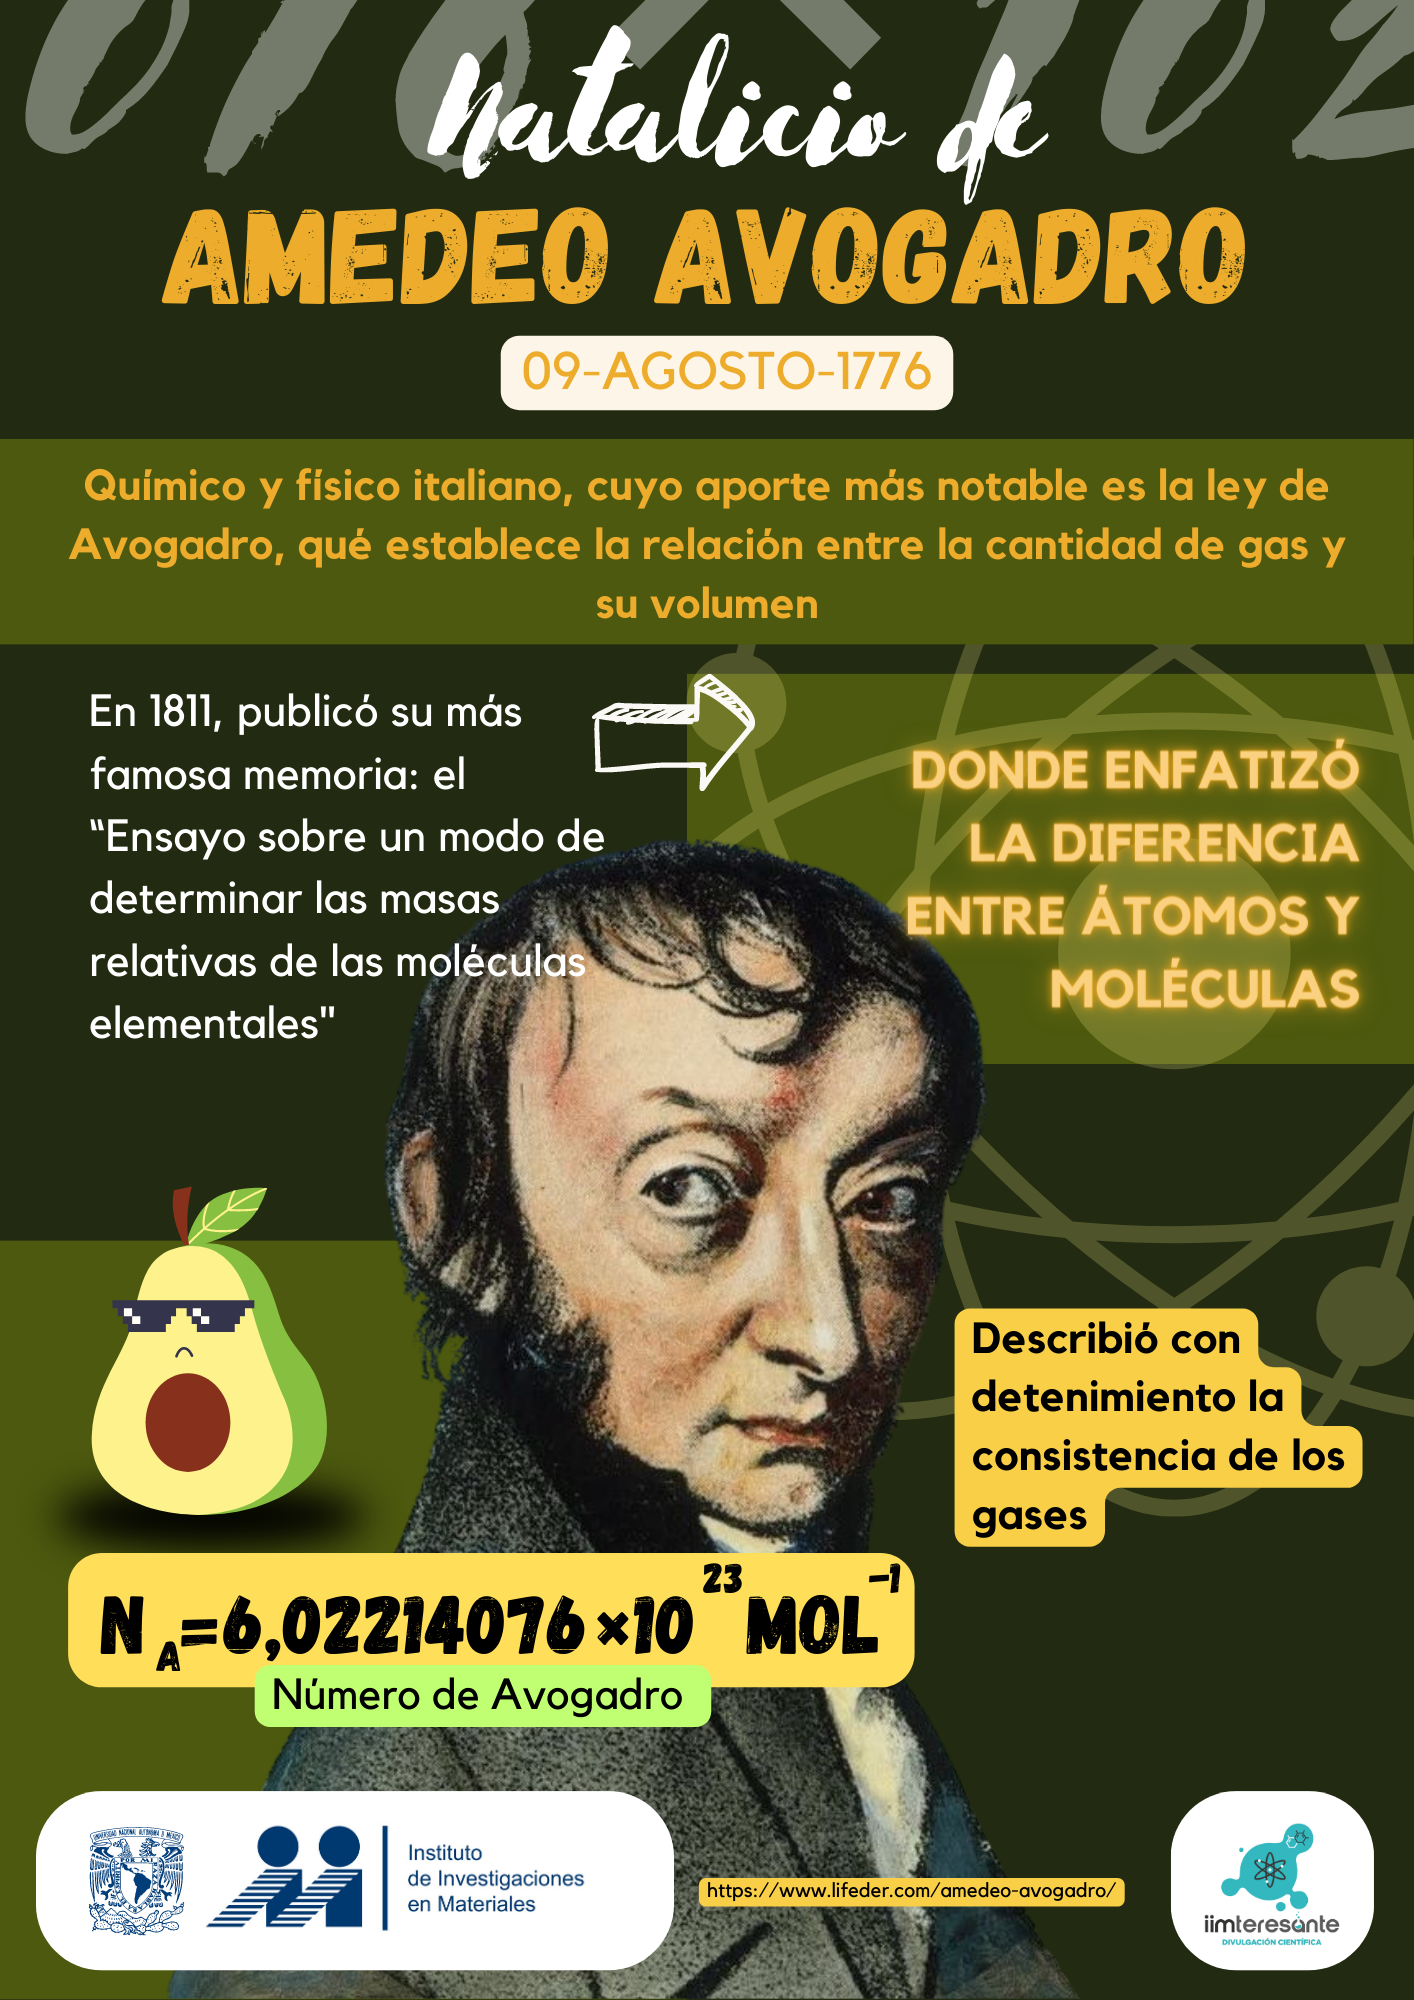 Natalicio de
AMEDEO AVOGADRO
09-AGOSTO-1776
Químico y físico italiano, cuyo aporte más notable es la ley de
Avogadro, qué establece la relación entre la cantidad de gas y
su volumen
En 1811, publicó su más
famosa memoria: el
“Ensayo sobre un modo de
determinar las masas
relativas de las moléculas
elementales"
DONDE ENFATIZÓ
LA DIFERENCIA
ENTRE ÁTOMOS Y
MOLÉCULAS
Describió con
detenimiento la
consistencia de los
gases
N A=6,02214076×10 23 MOL −1
Número de Avogadro
Instituto
de Investigaciones
en Materiales
https://www.lifeder.com/amedeo-avogadro/
iimteresante
DIVULGACIÓN CIENTÍFICA